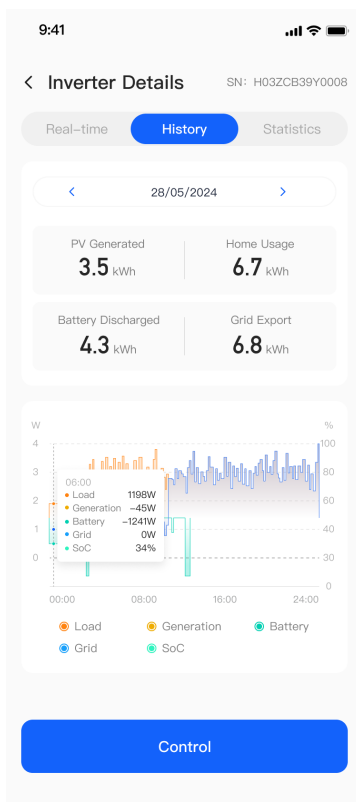 9:41
Inverter Details SN: H03ZCB39Y0008
Real-time History Statistics
28/05/2024
PV Generated Home Usage
3.5 kWh 6.7 kWh
Battery Discharged Grid Export
4.3 kWh 6.8 kWh
W %
4 100
3 80
2 60
1 40
0 30
0
06:00
Load 1198W
Generation -45W
Battery -1241W
Grid 0W
SoC 34%
00:00 08:00 16:00 24:00
Load Generation Battery
Grid SoC
Control